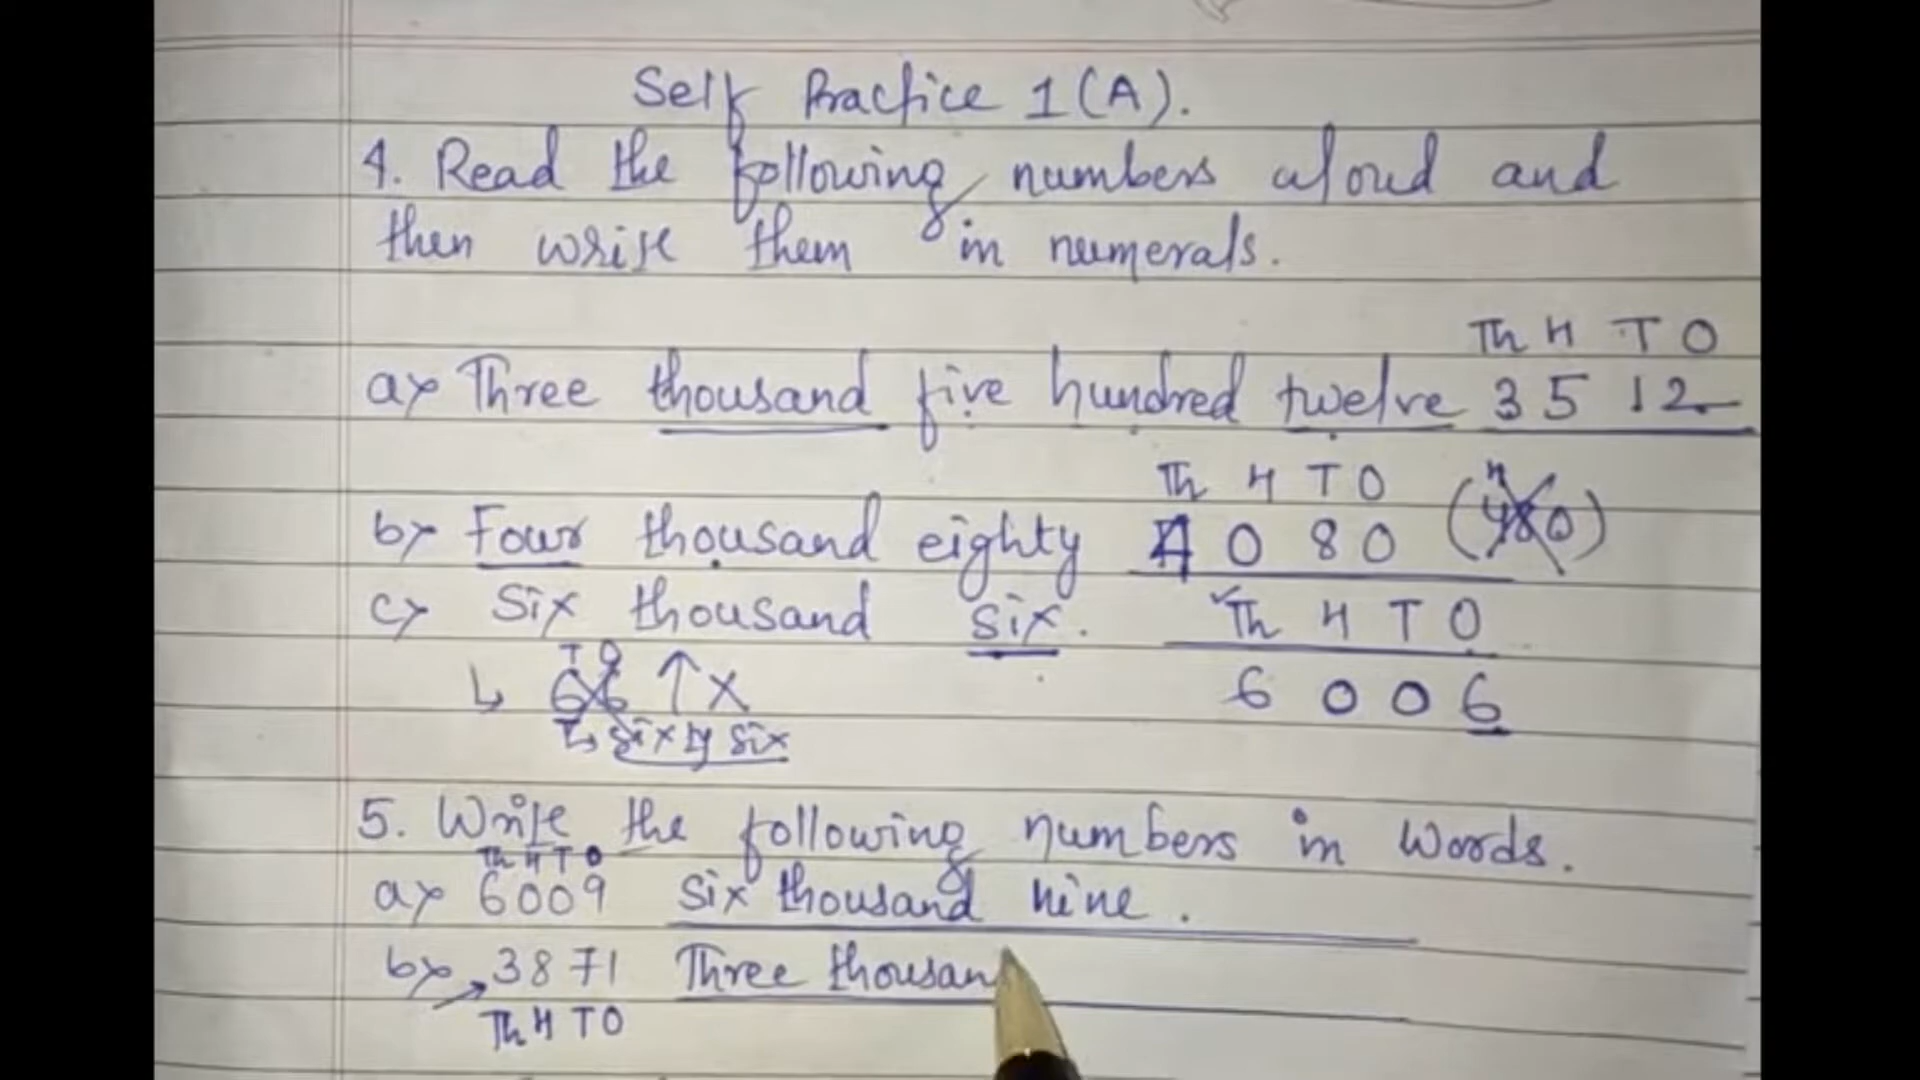 Self Practice 1(A).
4. Read the following numbers aloud and
then write them in numerals.
Th H T O
a> Three thousand five hundred twelve 3 5 1 2
Th H T O
b> Four thousand eighty 4 0 8 0 (480)
c> Six thousand six. Th H T O
T O
↳ 66 ↑ X 6 0 0 6
↳ sixty six
5. Write the following numbers in words.
Th H T O
a> 6009 six thousand nine.
b> → 3871 Three thousan
Th H T O